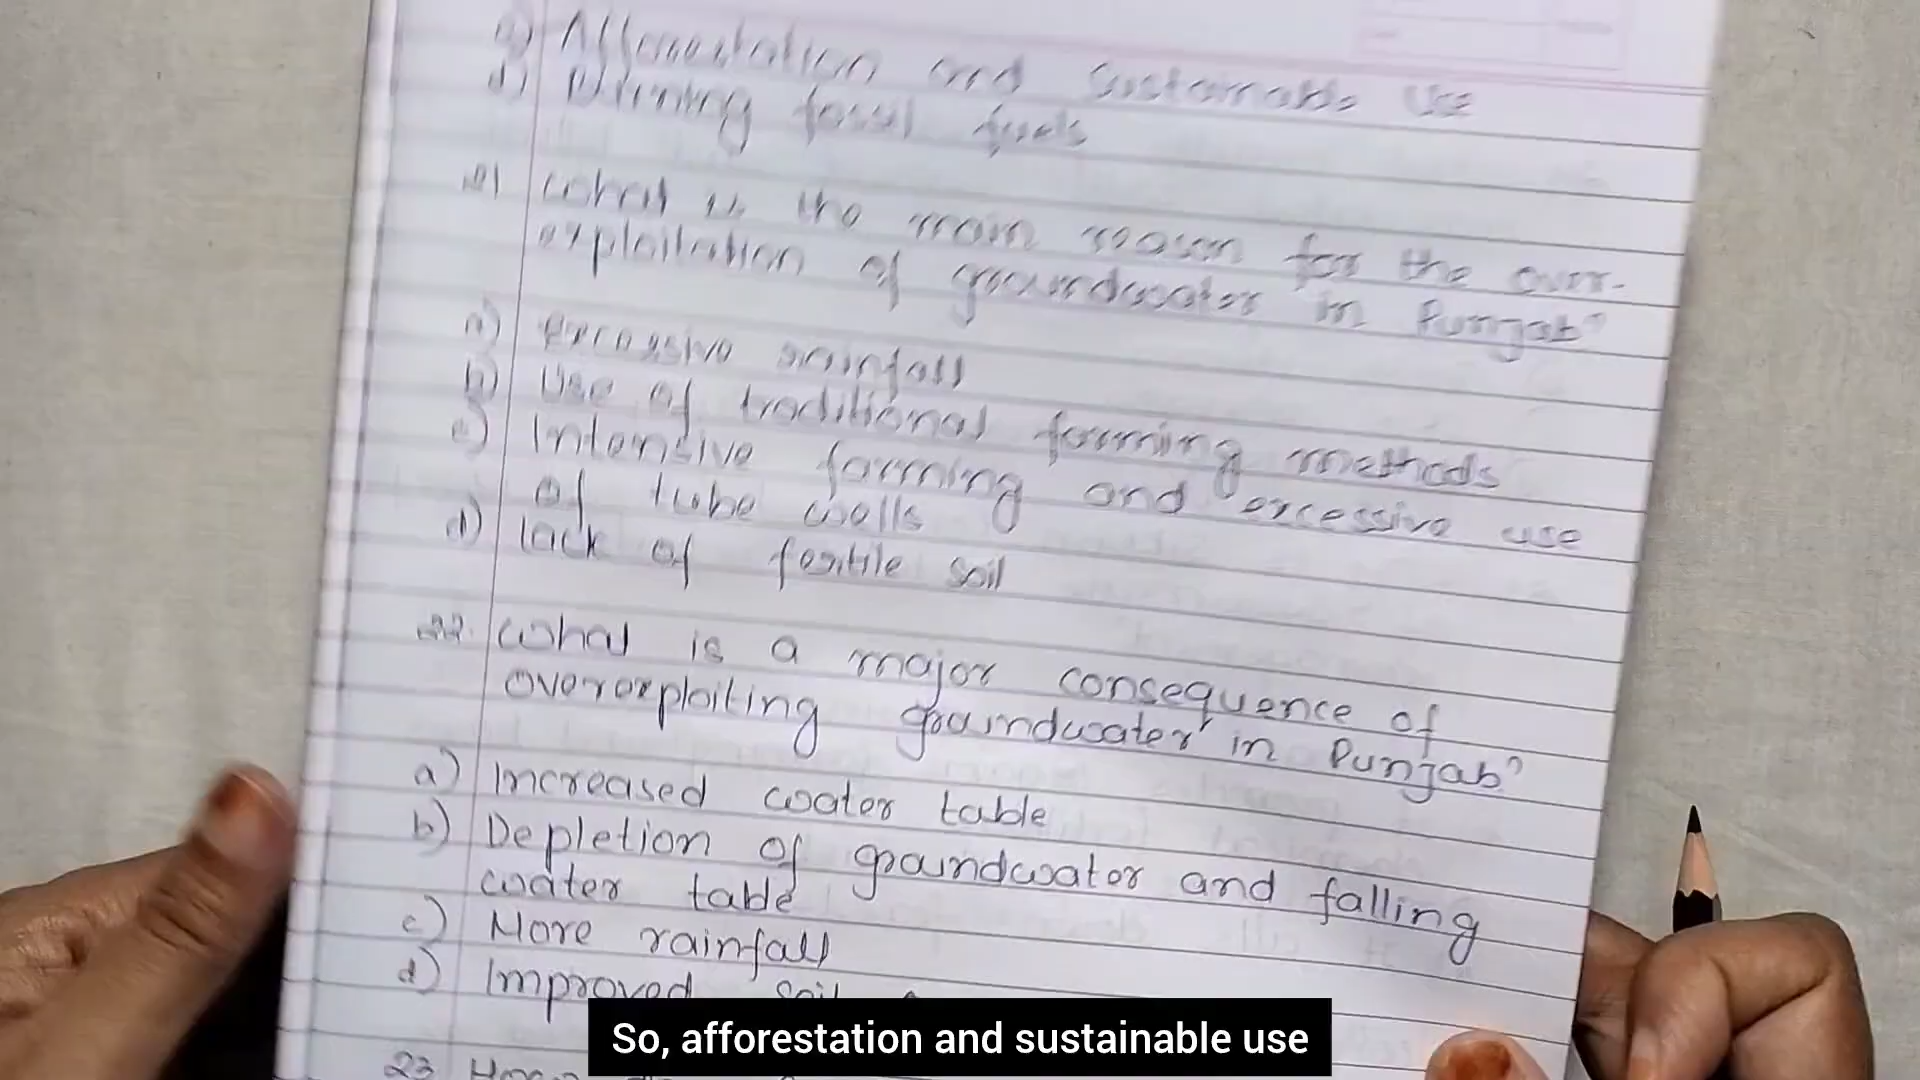 c) Afforestation and Sustainable Use
d) Burning fossil fuels
21 What is the main reason for the over-
exploitation of groundwater in Punjab?
a) excessive rainfall
b) Use of traditional farming methods
c) Intensive farming and excessive use
of tube wells
d) lack of fertile soil
22. What is a major consequence of
overexploiting groundwater in Punjab?
a) Increased water table
b) Depletion of groundwater and falling
water table
c) More rainfall
d) Improved soil
23
So, afforestation and sustainable use